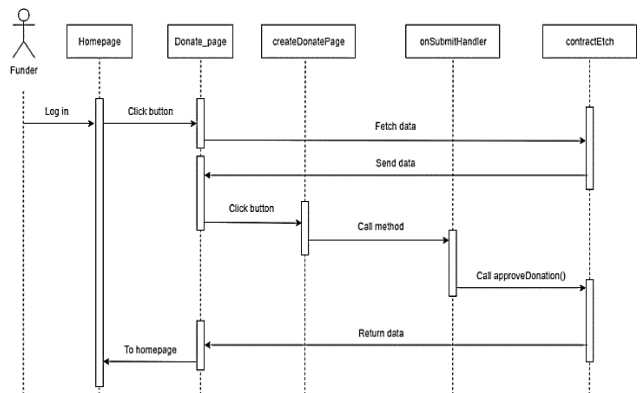 Homepage
Donate_page
createDonatePage
onSubmitHandler
contractEtch
Funder
Log in
Click button
Fetch data
Send data
Click button
Call method
Call approveDonation()
Return data
To homepage